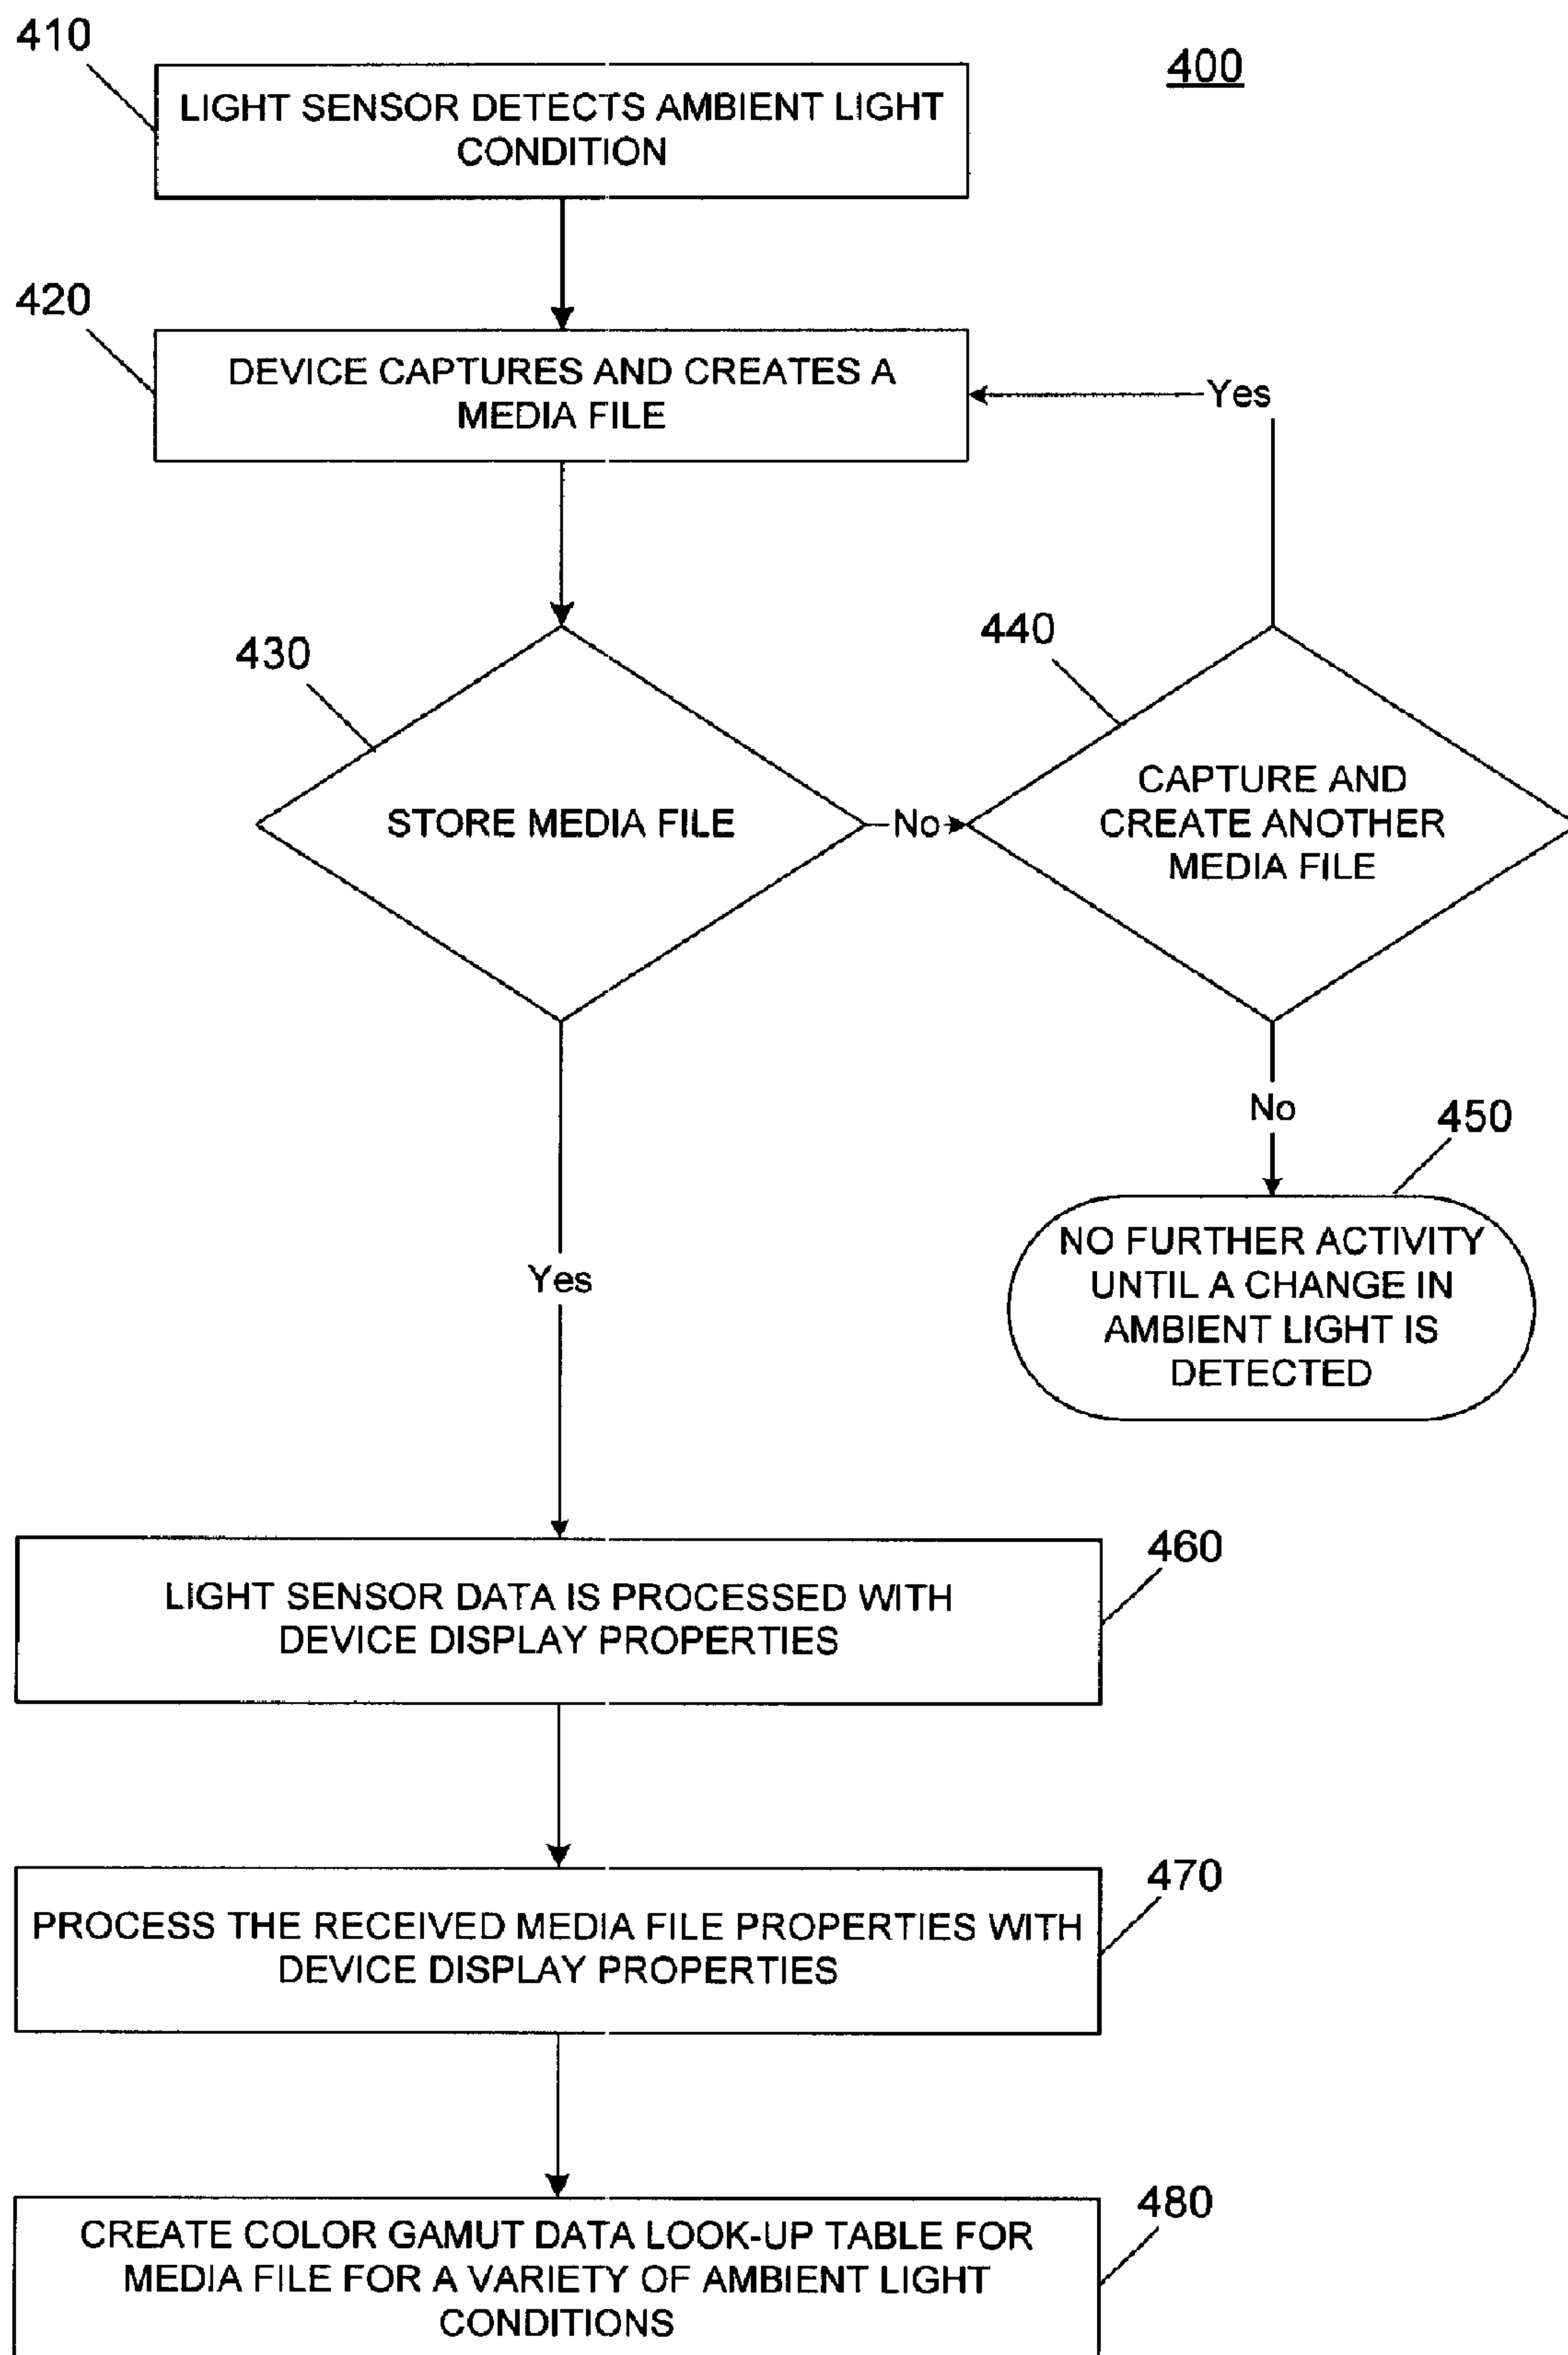 410
400
LIGHT SENSOR DETECTS AMBIENT LIGHT
CONDITION
420
DEVICE CAPTURES AND CREATES A
MEDIA FILE
Yes
430
440
STORE MEDIA FILE
No
CAPTURE AND
CREATE ANOTHER
MEDIA FILE
No
450
NO FURTHER ACTIVITY
UNTIL A CHANGE IN
AMBIENT LIGHT IS
DETECTED
Yes
460
LIGHT SENSOR DATA IS PROCESSED WITH
DEVICE DISPLAY PROPERTIES
470
PROCESS THE RECEIVED MEDIA FILE PROPERTIES WITH
DEVICE DISPLAY PROPERTIES
480
CREATE COLOR GAMUT DATA LOOK-UP TABLE FOR
MEDIA FILE FOR A VARIETY OF AMBIENT LIGHT
CONDITIONS